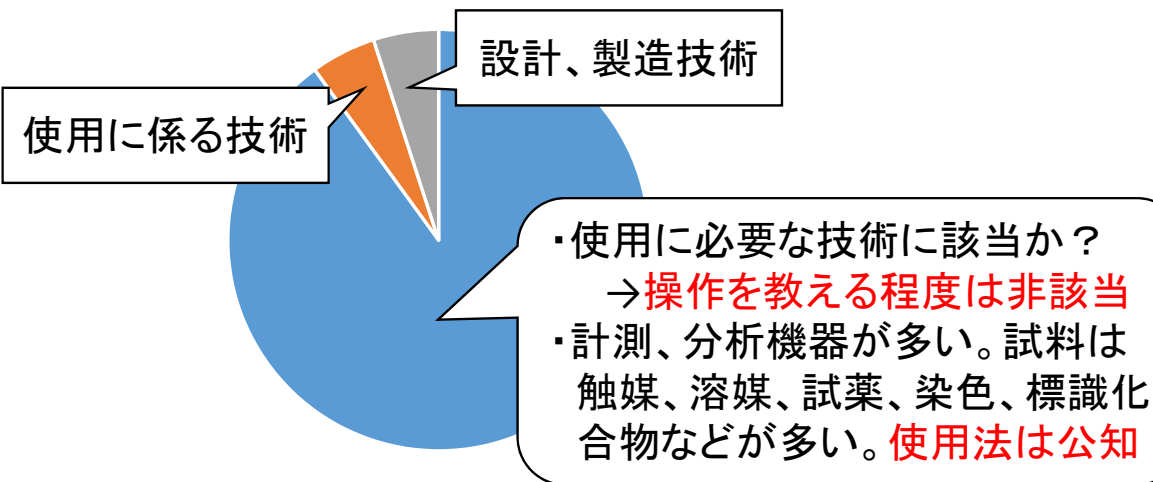 設計、製造技術
使用に係る技術
・使用に必要な技術に該当か？
→操作を教える程度は非該当
・計測、分析機器が多い。試料は
触媒、溶媒、試薬、染色、標識化
合物などが多い。使用法は公知